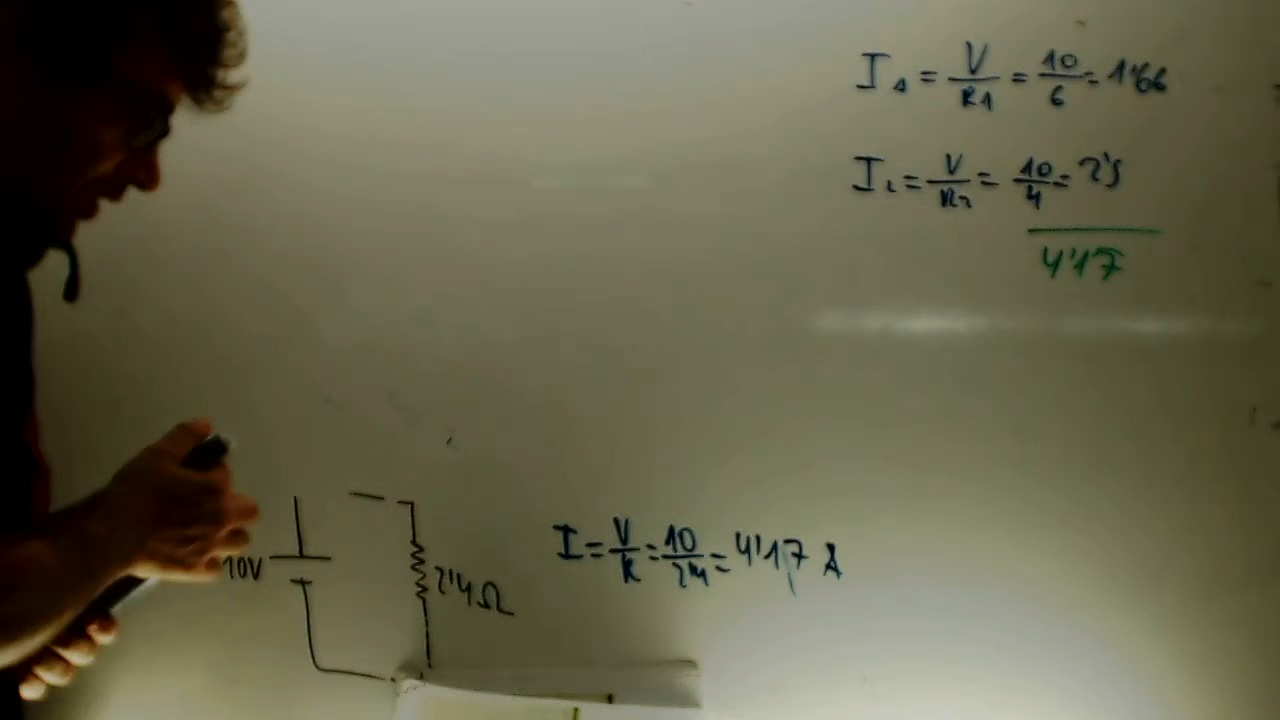 I₁ = V/R1 = 10/6 = 1'66
I₂ = V/R2 = 10/4 = 2'5
4'17
10V
2'4Ω
I = V/R = 10/2'4 = 4'17 A